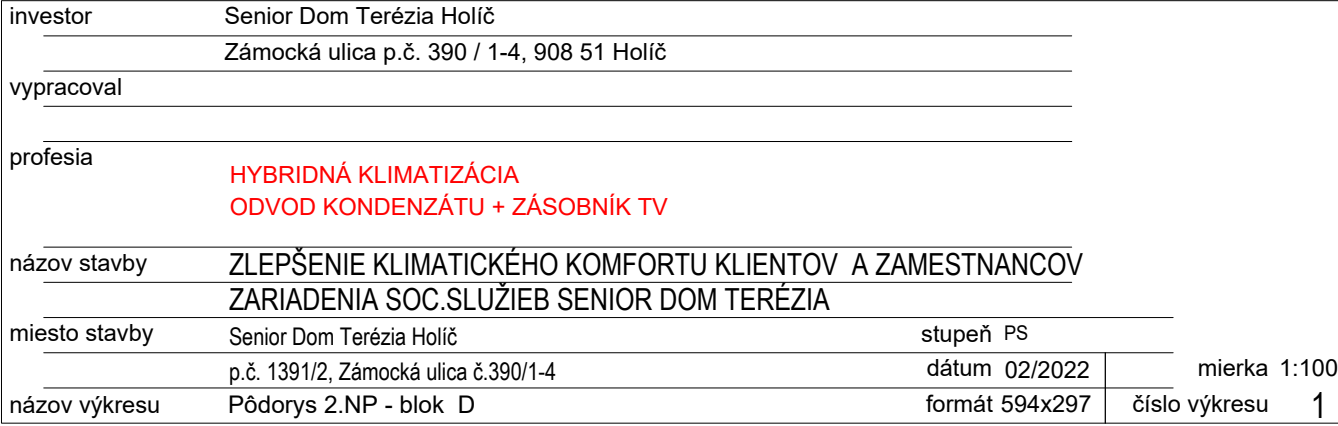 investor Senior Dom Terézia Holíč
Zámocká ulica p.č. 390 / 1-4, 908 51 Holíč
vypracoval
profesia
HYBRIDNÁ KLIMATIZÁCIA
ODVOD KONDENZÁTU + ZÁSOBNÍK TV
názov stavby ZLEPŠENIE KLIMATICKÉHO KOMFORTU KLIENTOV A ZAMESTNANCOV
ZARIADENIA SOC.SLUŽIEB SENIOR DOM TERÉZIA
miesto stavby Senior Dom Terézia Holíč stupeň PS
p.č. 1391/2, Zámocká ulica č.390/1-4 dátum 02/2022 mierka 1:100
názov výkresu Pôdorys 2.NP - blok D formát 594x297 číslo výkresu 1